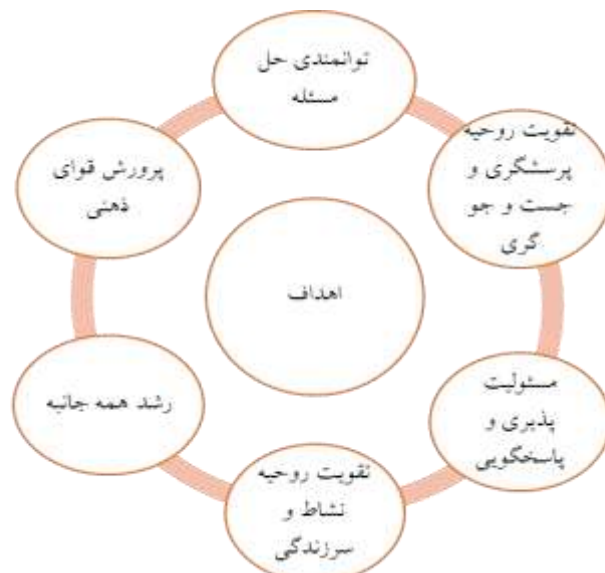 توانمندی حل
مسئله
تقویت روحیه
پرسشگری و
جست و جو
گری
مسئولیت
پذیری و
پاسخگویی
تقویت روحیه
نشاط و
سرزندگی
رشد همه جانبه
پرورش قوای
ذهنی
اهداف